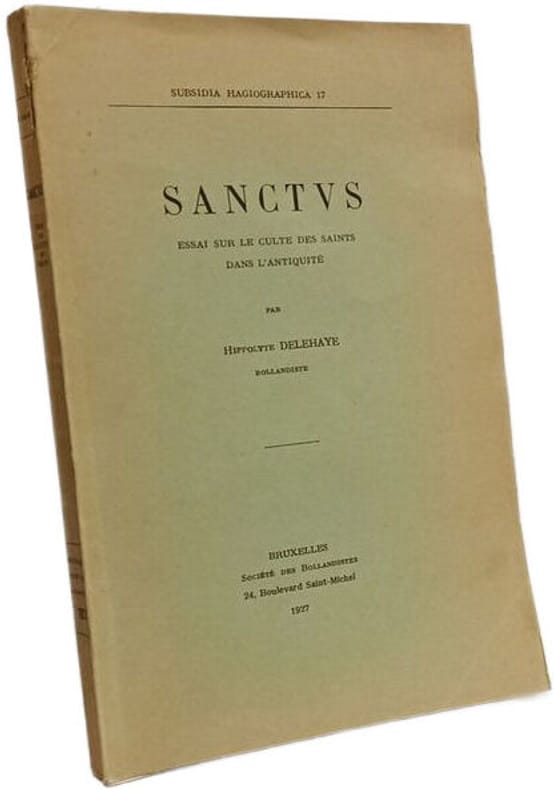 SUBSIDIA HAGIOGRAPHICA 17
SANCTVS
ESSAI SUR LE CULTE DES SAINTS
DANS L'ANTIQUITÉ
PAR
HIPPOLYTE DELEHAYE
BOLLANDISTE
BRUXELLES
SOCIÉTÉ DES BOLLANDISTES
24, Boulevard Saint-Michel
1927